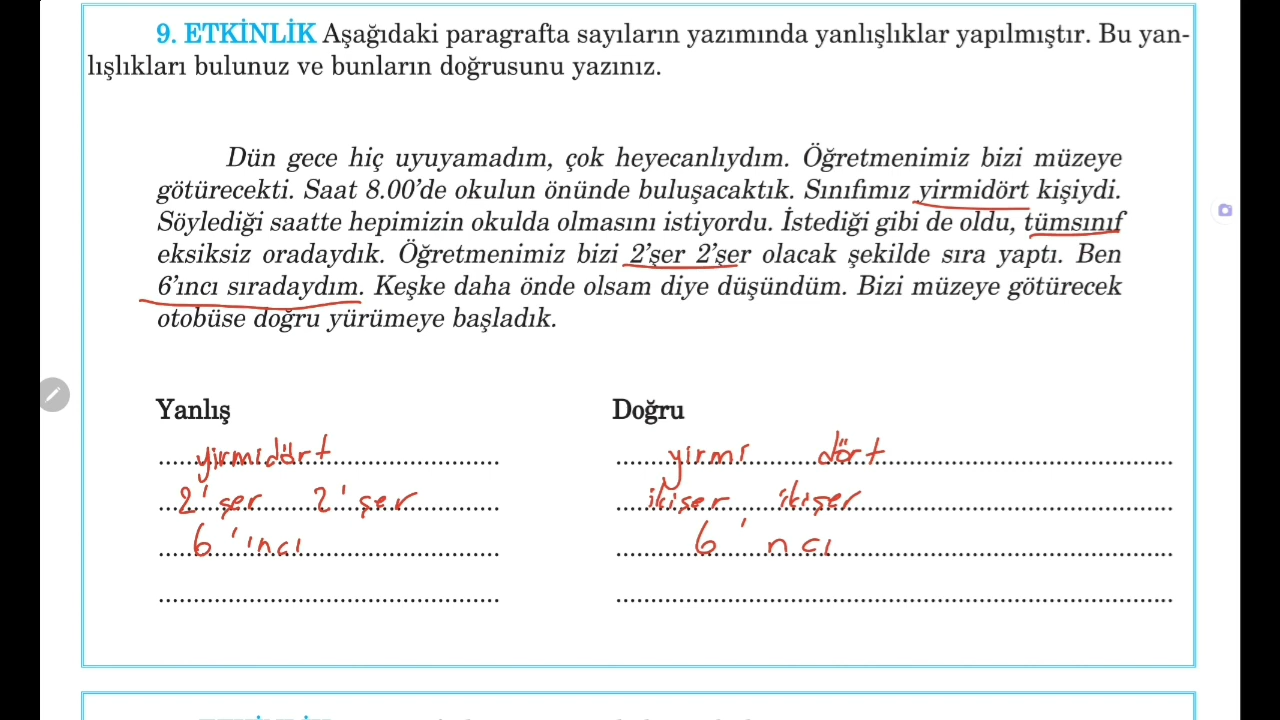 9. ETKİNLİK Aşağıdaki paragrafta sayıların yazımında yanlışlıklar yapılmıştır. Bu yan-
lışlıkları bulunuz ve bunların doğrusunu yazınız.
Dün gece hiç uyuyamadım, çok heyecanlıydım. Öğretmenimiz bizi müzeye
götürecekti. Saat 8.00’de okulun önünde buluşacaktık. Sınıfımız yirmidört kişiydi.
Söylediği saatte hepimizin okulda olmasını istiyordu. İstediği gibi de oldu, tümsınıf
eksiksiz oradaydık. Öğretmenimiz bizi 2’şer 2’şer olacak şekilde sıra yaptı. Ben
6’ıncı sıradaydım. Keşke daha önde olsam diye düşündüm. Bizi müzeye götürecek
otobüse doğru yürümeye başladık.
Yanlış Doğru
yirmidört yirmi dört
2'şer 2'şer ikişer ikişer
6'ıncı 6'ncı